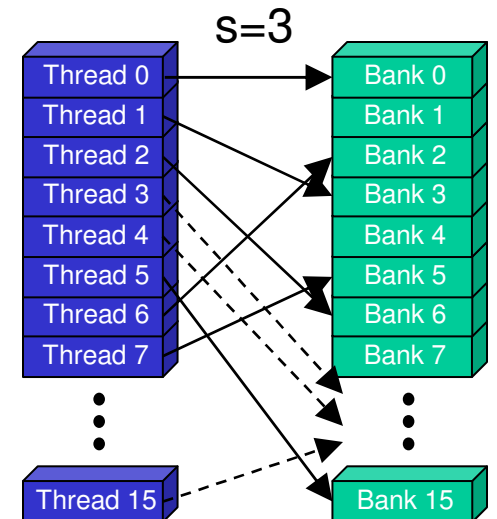 s=3
Thread 0
Thread 1
Thread 2
Thread 3
Thread 4
Thread 5
Thread 6
Thread 7
Thread 15
Bank 0
Bank 1
Bank 2
Bank 3
Bank 4
Bank 5
Bank 6
Bank 7
Bank 15